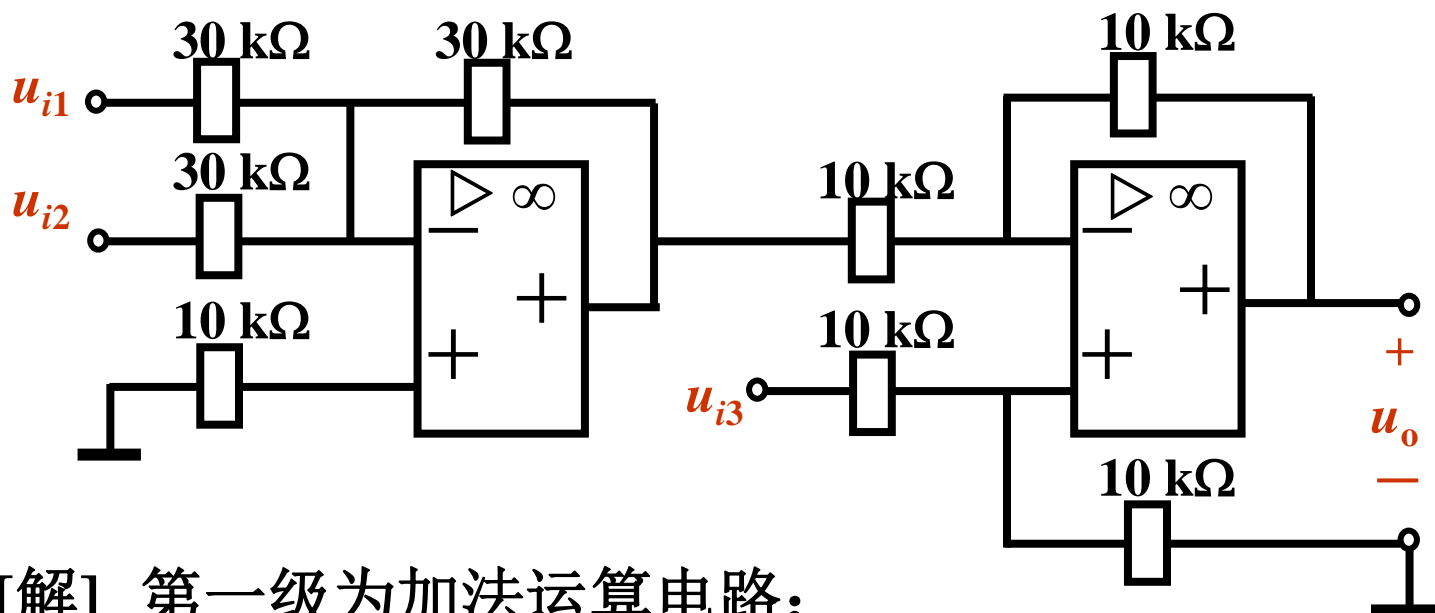 30 kΩ 30 kΩ 10 kΩ
u_i1
30 kΩ ▷ ∞ 10 kΩ ▷ ∞
u_i2
− + − +
10 kΩ + 10 kΩ +
u_i3
+
u_o
−
10 kΩ
[解] 第一级为加法运算电路：